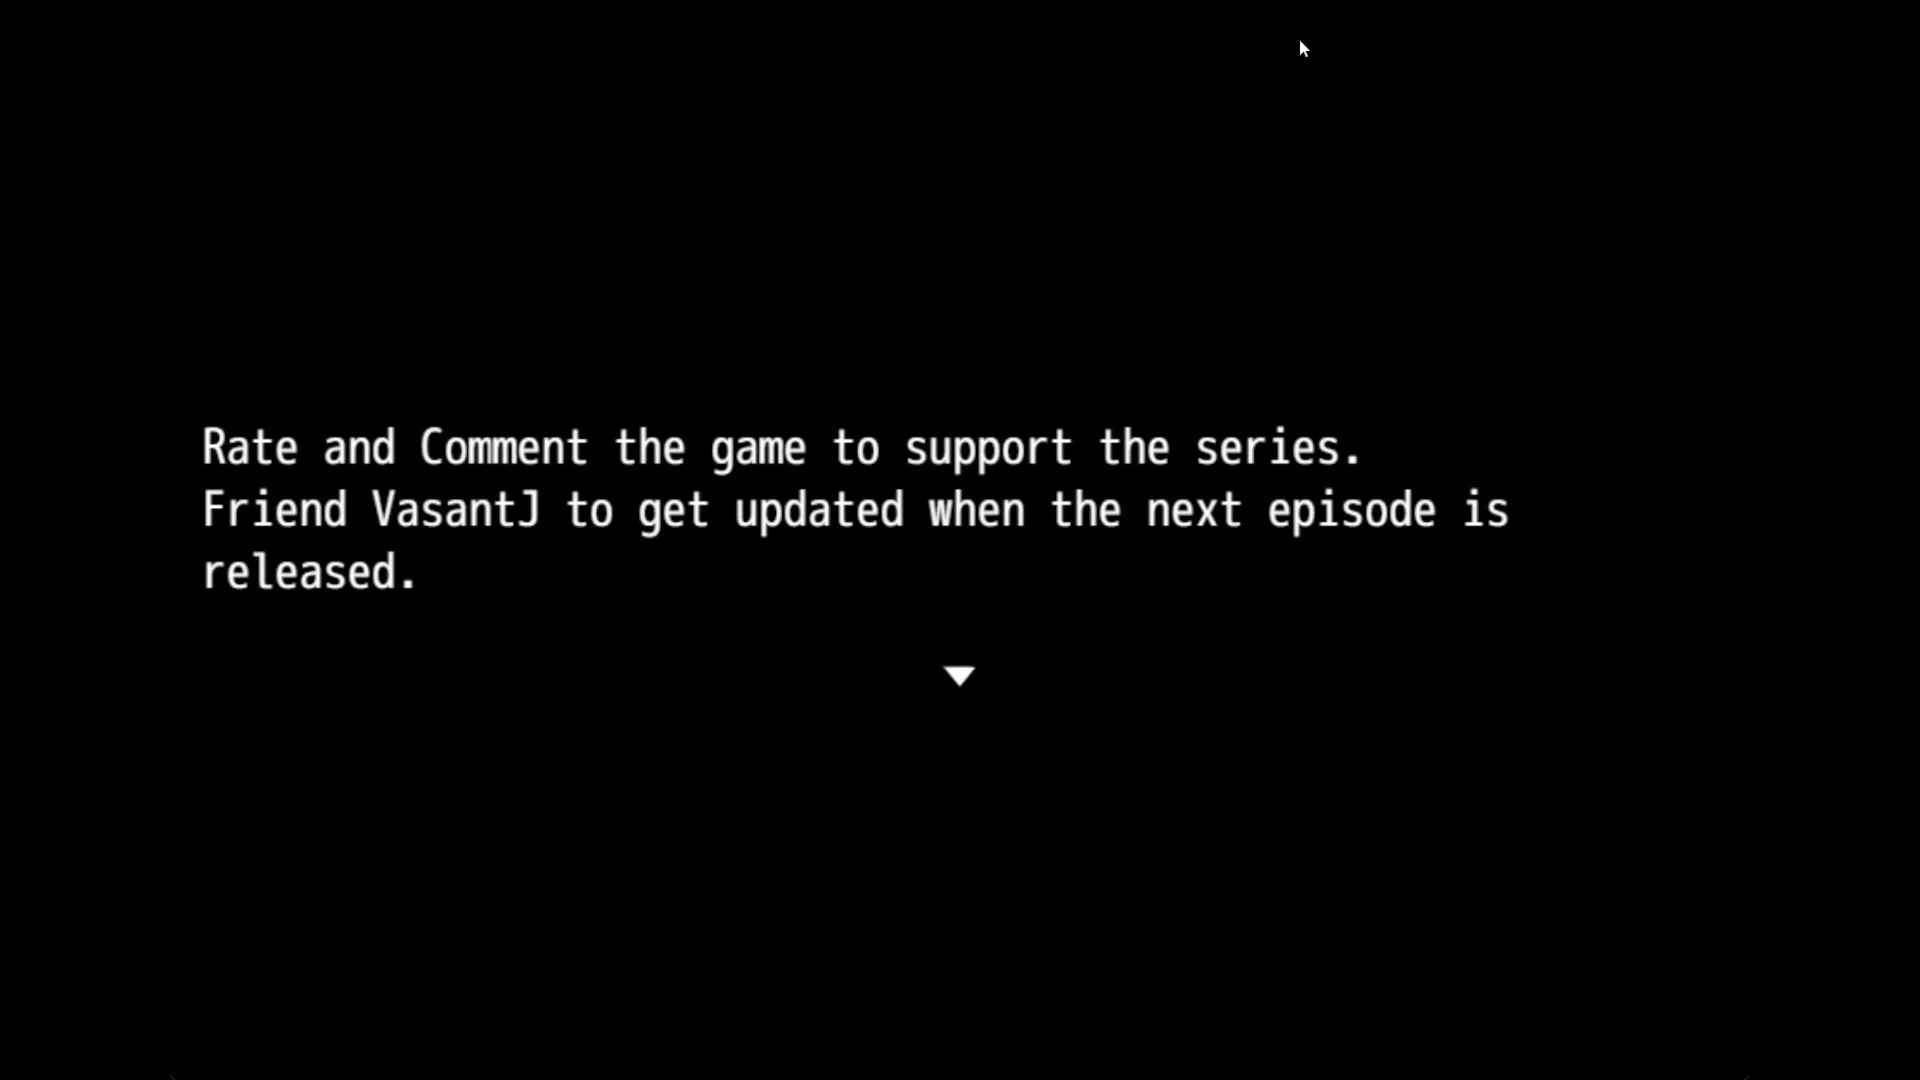 Rate and Comment the game to support the series.
Friend VasantJ to get updated when the next episode is
released.